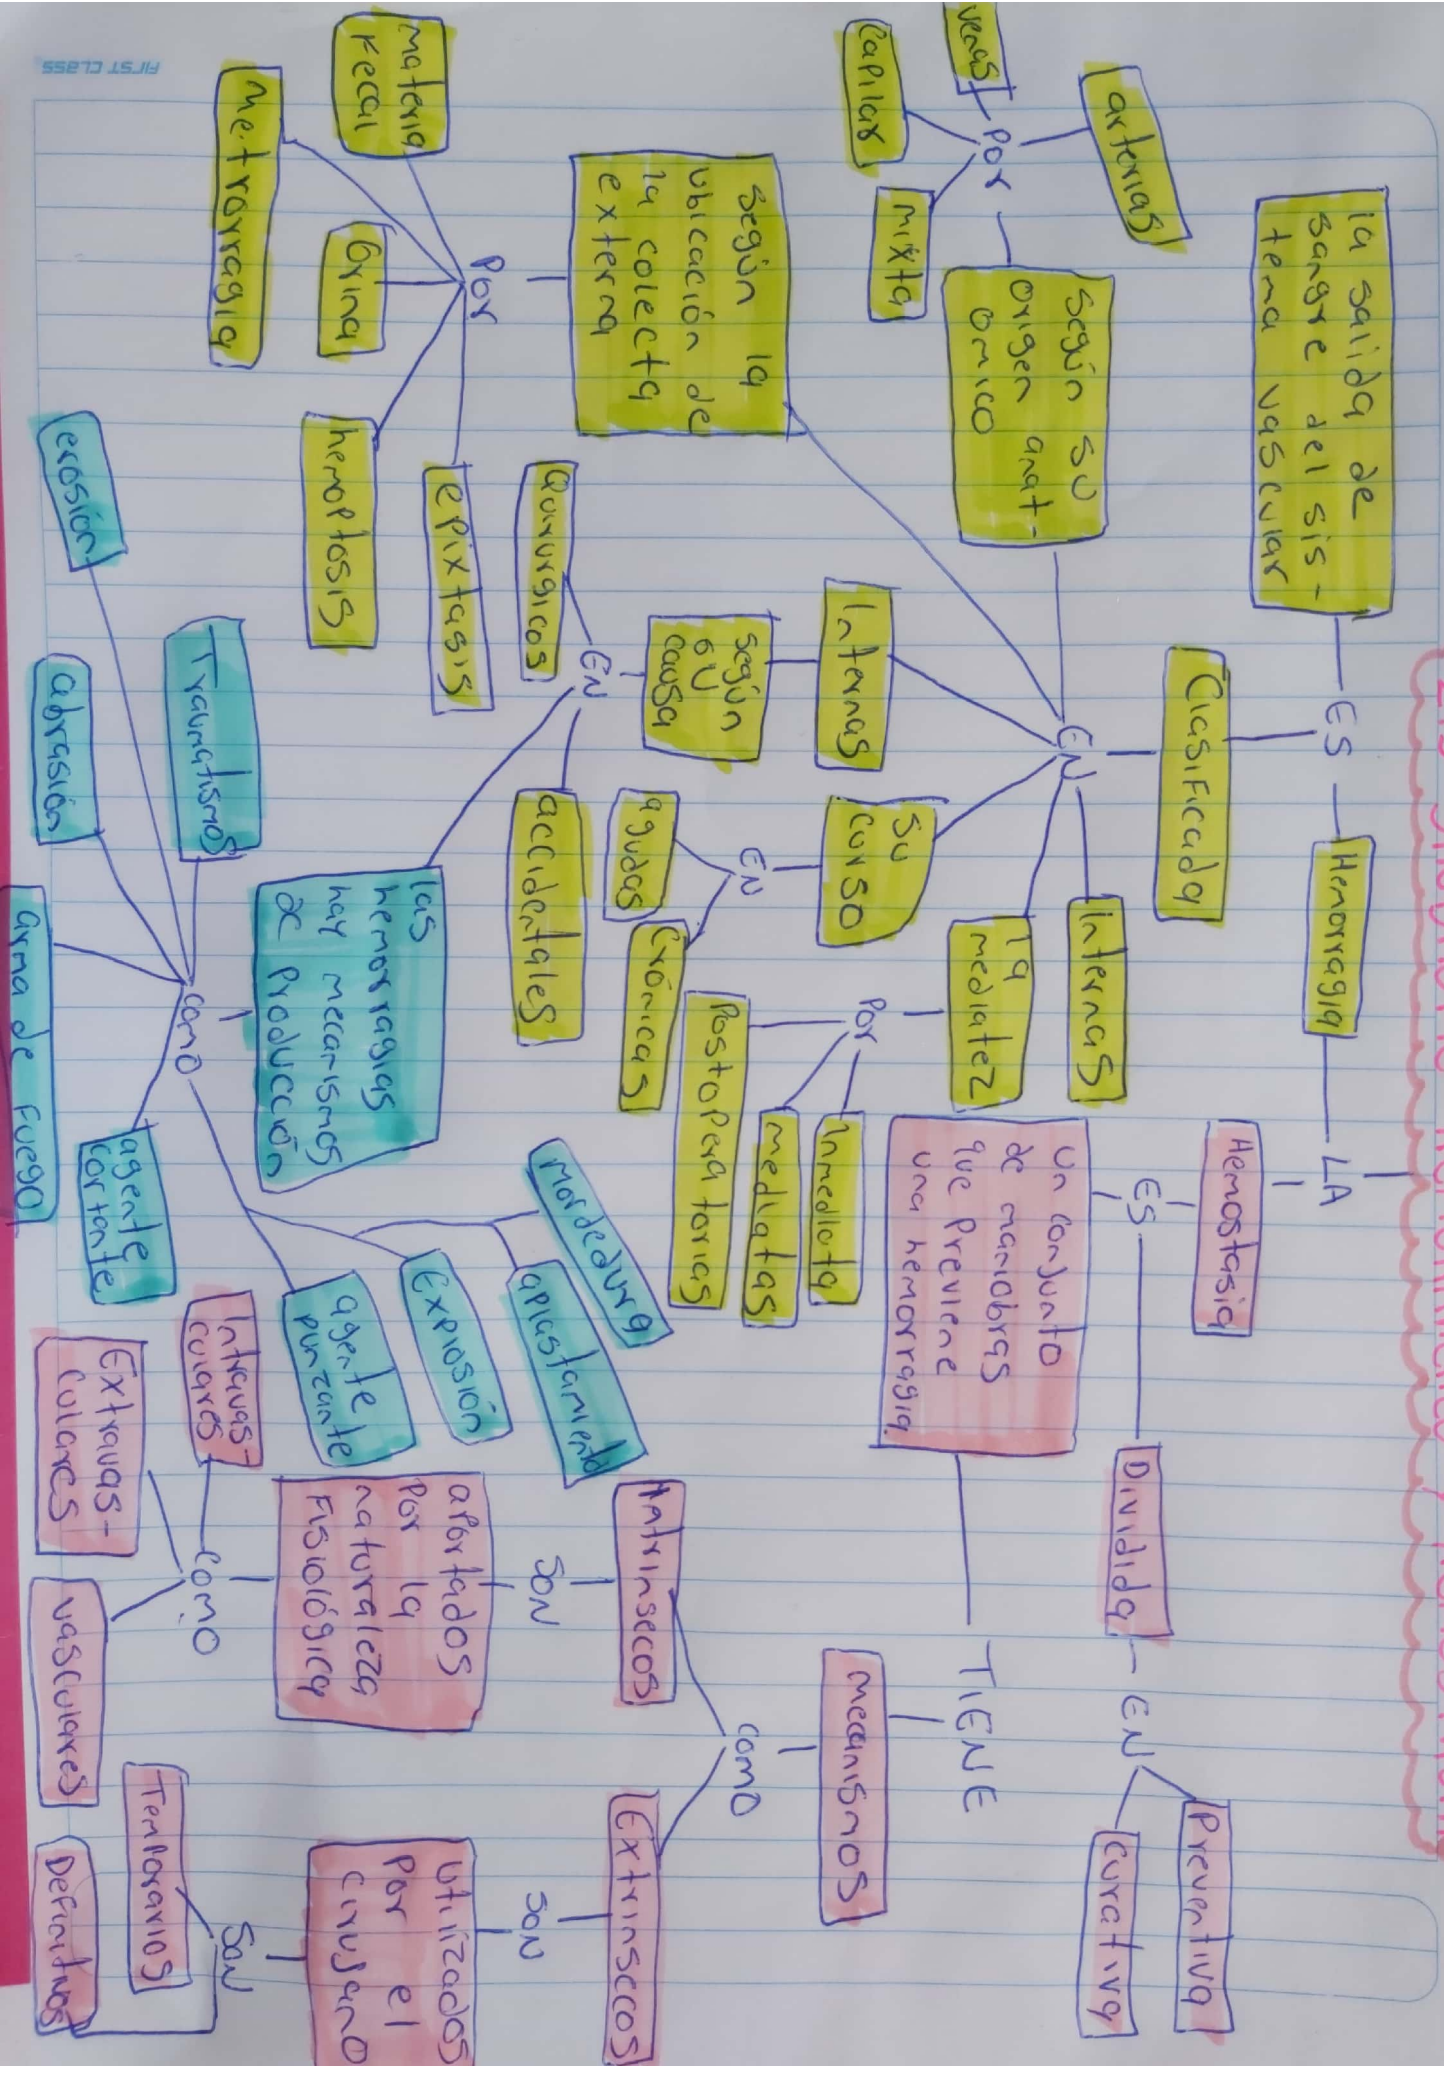 ES
Hemorragia
LA
la salida de
sangre del sis-
tema vascular
Clasificada
EN
Según su
origen anat-
omico
Por
arterias
venas
Capilar
mixta
Según la
ubicación de
la colecta
externa
Por
materia
Fecal
Metrorragia
Orina
hemoptosis
epixtasis
Internas
Según
su
causa
EN
Quirurgicos
accidentales
las
hemorragias
hay mecanismos
de producción
como
erosión
Traumatismos
abrasión
arma de fuego
agente
cortante
agente
punzante
Explosión
aplastamiento
Mordedura
Su
curso
EN
agudas
Crónicas
la
mediatez
Por
Inmediata
mediatas
Postoperatorias
Internas
Hemostasia
ES
Un conjunto
de maniobras
que previene
una hemorragia
Dividida
EN
Preventiva
Curativa
TIENE
mecanismos
como
Intrinsecos
SON
aportados
por la
naturaleza
Fisiológica
como
Intravas-
culares
Extravas-
culares
vasculares
Extrinsecos
SON
Utilizados
Por el
cirujano
SON
Temporarios
Definitivos
FIRST CLASS